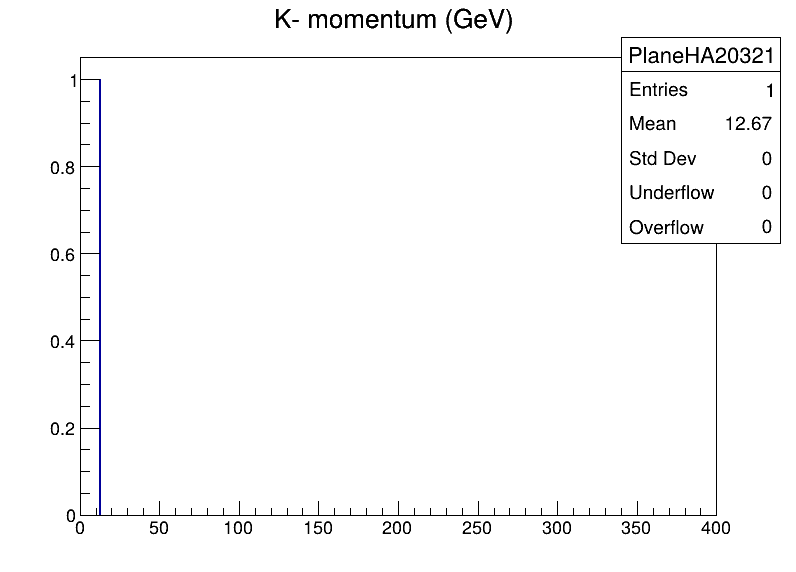 K- momentum (GeV)
PlaneHA20321
Entries 1
Mean 12.67
Std Dev 0
Underflow 0
Overflow 0
1
0.8
0.6
0.4
0.2
0
0 50 100 150 200 250 300 350 400